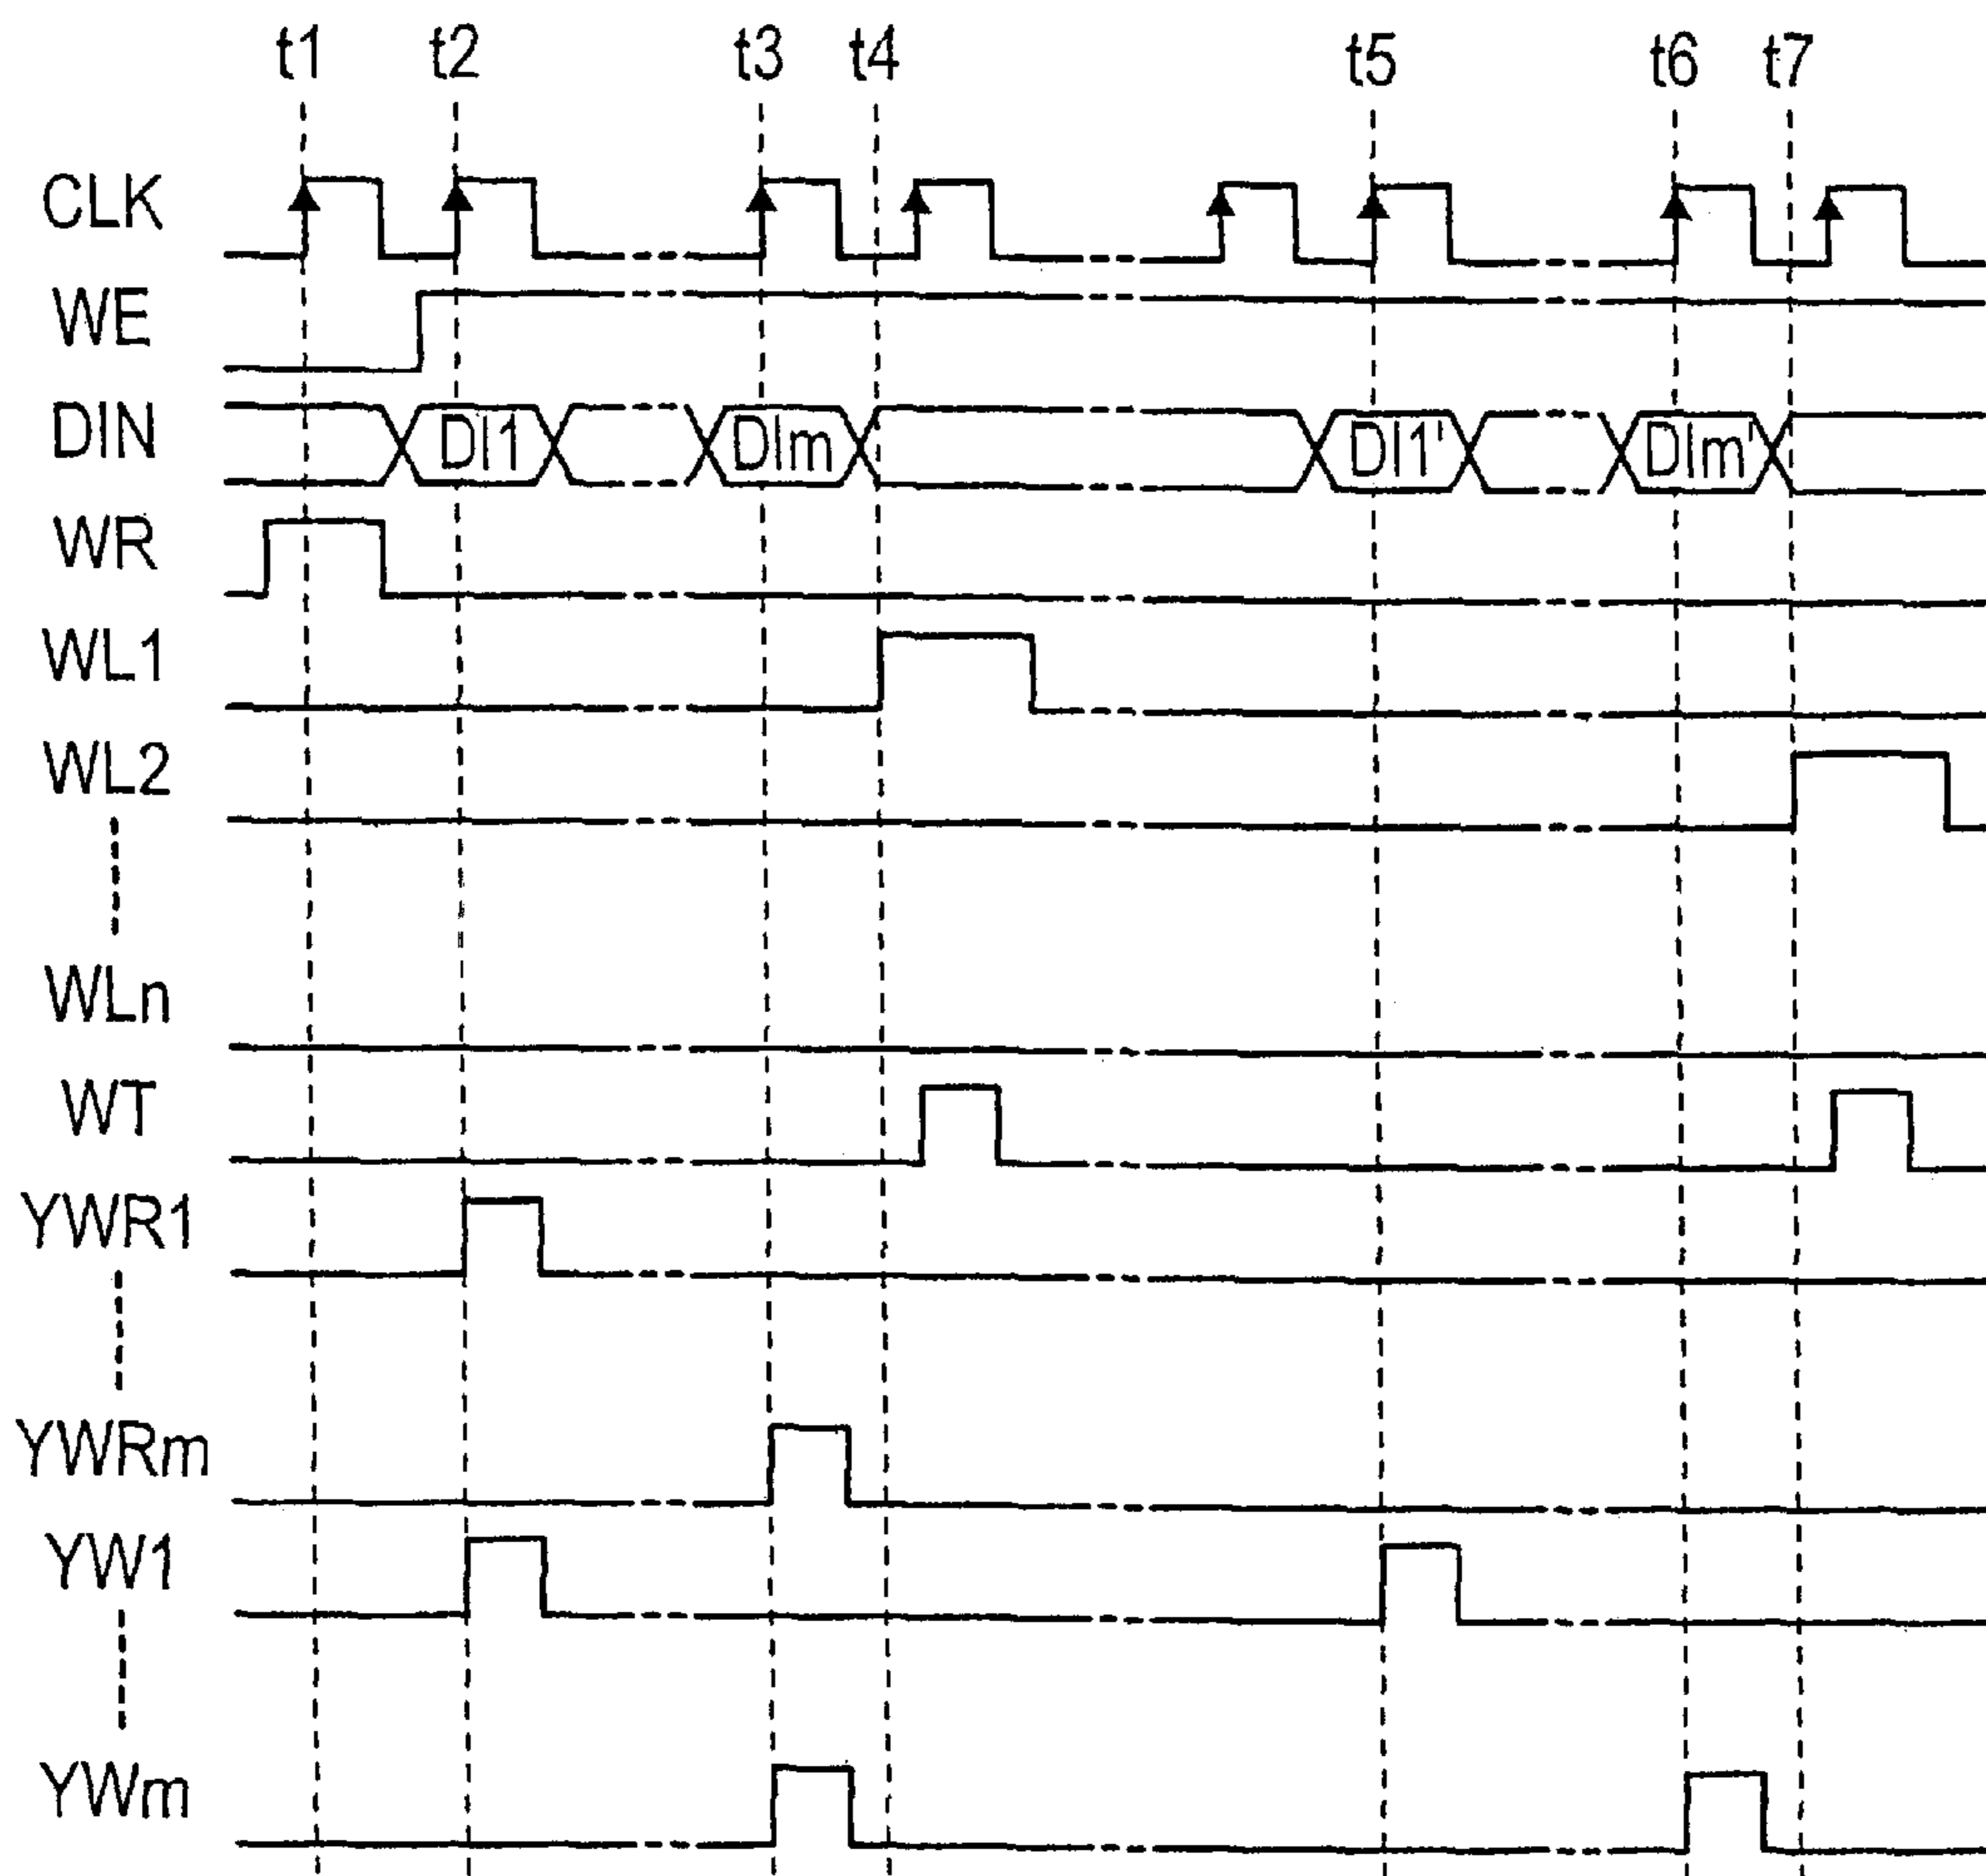 t1 t2 t3 t4 t5 t6 t7
CLK
WE
DIN DI1 DIm DI1' DIm'
WR
WL1
WL2
WLn
WT
YWR1
YWRm
YW1
YWm